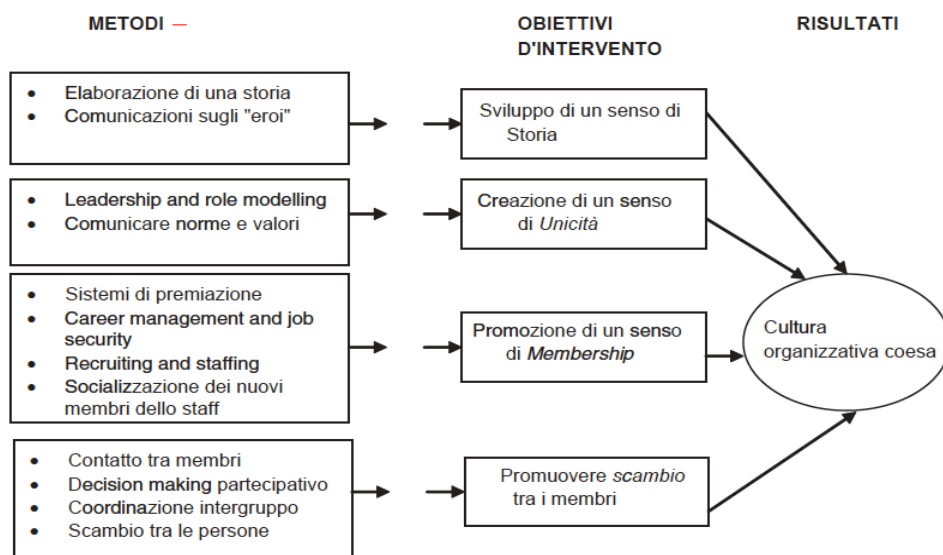 METODI —
OBIETTIVI
D'INTERVENTO
RISULTATI
• Elaborazione di una storia
• Comunicazioni sugli "eroi"
Sviluppo di un senso di
Storia
• Leadership and role modelling
• Comunicare norme e valori
Creazione di un senso
di Unicità
• Sistemi di premiazione
• Career management and job
security
• Recruiting and staffing
• Socializzazione dei nuovi
membri dello staff
Promozione di un senso
di Membership
Cultura
organizzativa coesa
• Contatto tra membri
• Decision making partecipativo
• Coordinazione intergruppo
• Scambio tra le persone
Promuovere scambio
tra i membri